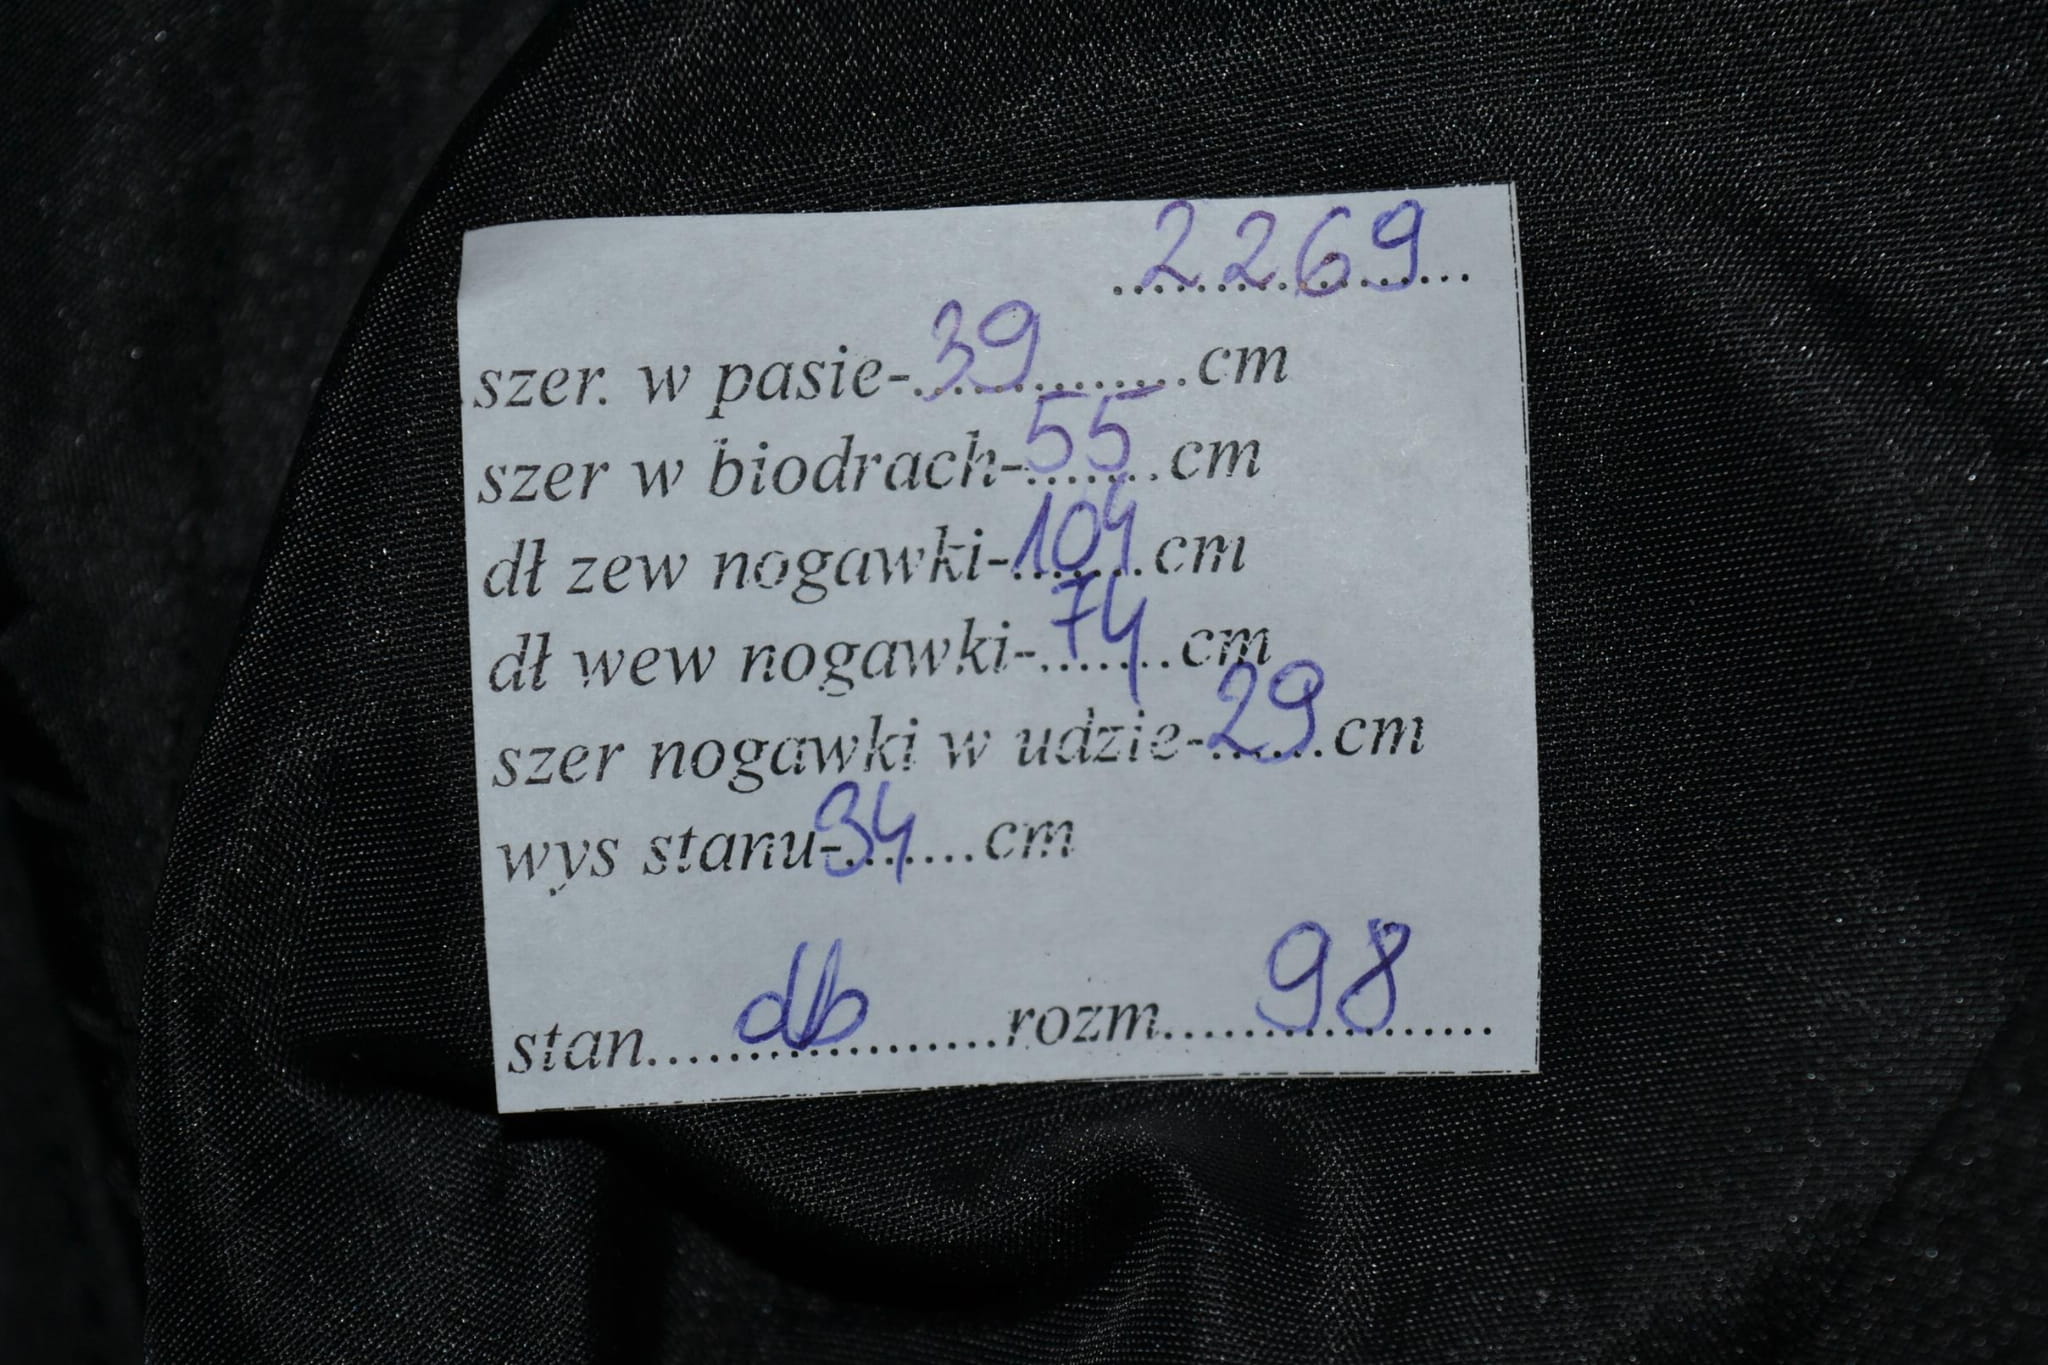 2269
szer. w pasie-39.............cm
szer w biodrach-55.......cm
dł zew nogawki-104.......cm
dł wew nogawki-74.......cm
szer nogawki w udzie-29......cm
wys stanu-34.......cm
stan........db.........rozm......98.........